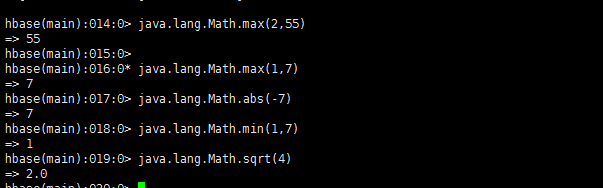 hbase(main):014:0> java.lang.Math.max(2,55)
=> 55
hbase(main):015:0>
hbase(main):016:0* java.lang.Math.max(1,7)
=> 7
hbase(main):017:0> java.lang.Math.abs(-7)
=> 7
hbase(main):018:0> java.lang.Math.min(1,7)
=> 1
hbase(main):019:0> java.lang.Math.sqrt(4)
=> 2.0
hbase(main):020:0>